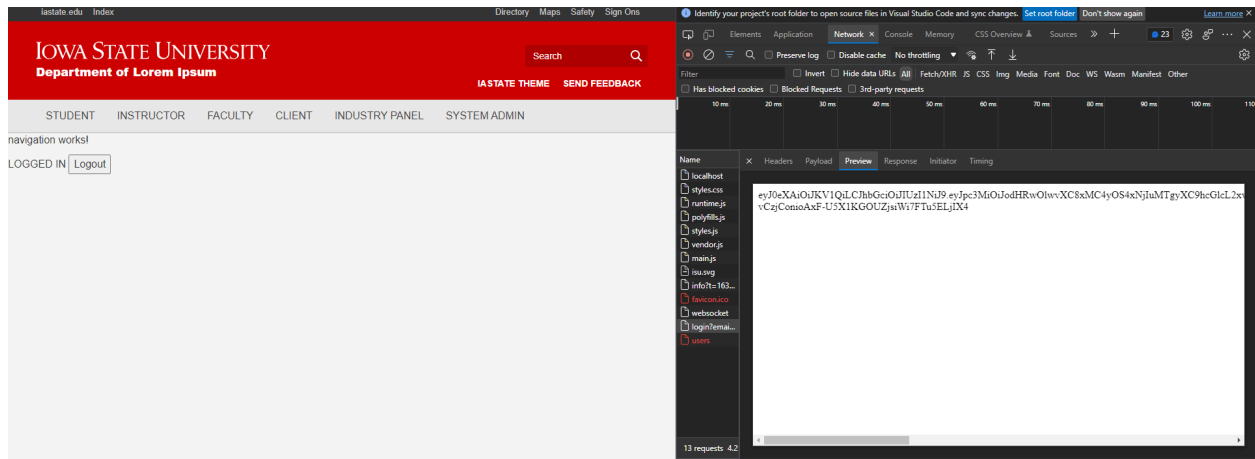 iastate.edu Index
Directory Maps Safety Sign Ons
IOWA STATE UNIVERSITY
Department of Lorem Ipsum
Search
IASTATE THEME SEND FEEDBACK
STUDENT INSTRUCTOR FACULTY CLIENT INDUSTRY PANEL SYSTEM ADMIN
navigation works!
LOGGED IN Logout
Identify your project's root folder to open source files in Visual Studio Code and sync changes. Set root folder Don't show again Learn more
Elements Application Network Console Memory CSS Overview Sources 23
Preserve log Disable cache No throttling
Filter Invert Hide data URLs All Fetch/XHR JS CSS Img Media Font Doc WS Wasm Manifest Other
Has blocked cookies Blocked Requests 3rd-party requests
10 ms 20 ms 30 ms 40 ms 50 ms 60 ms 70 ms 80 ms 90 ms 100 ms 110
Name
Headers Payload Preview Response Initiator Timing
localhost
styles.css
runtime.js
polyfills.js
styles.js
vendor.js
main.js
isu.svg
info?t=163...
favicon.ico
websocket
login?emai...
users
13 requests 4.2